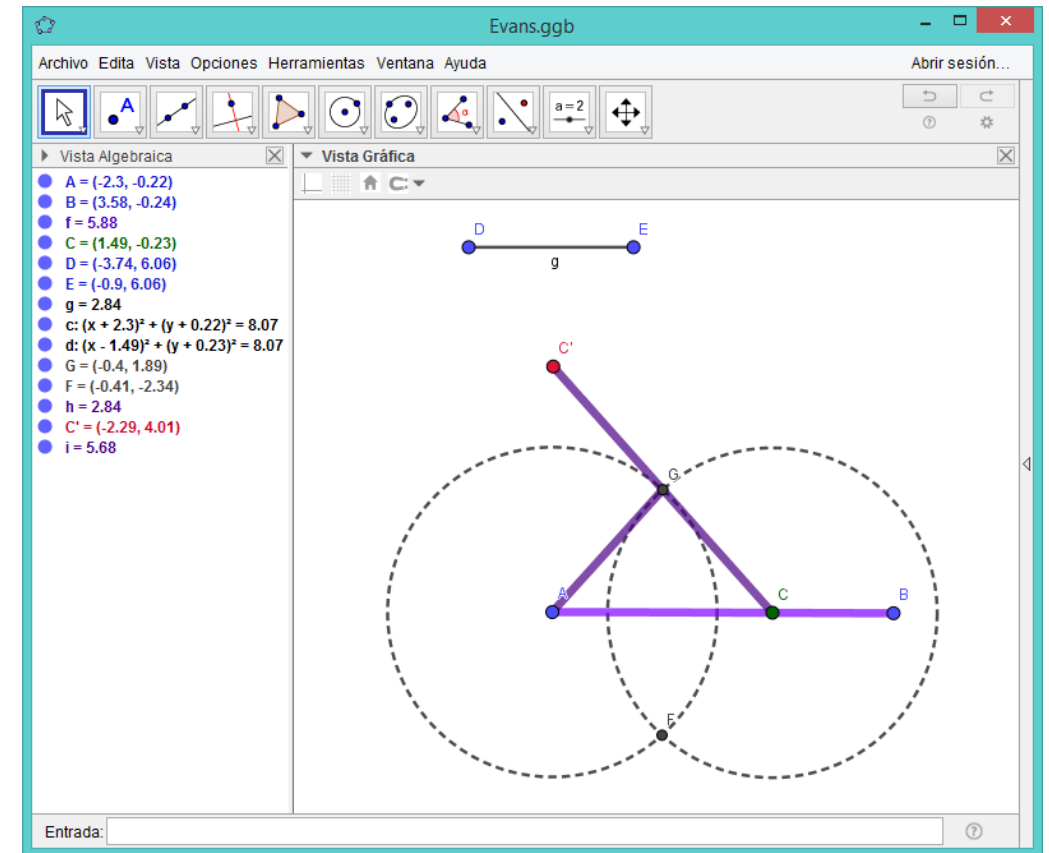 Evans.ggb
Archivo Edita Vista Opciones Herramientas Ventana Ayuda
Abrir sesión...
A
α
a = 2
Vista Algebraica
Vista Gráfica
A = (-2.3, -0.22)
B = (3.58, -0.24)
f = 5.88
C = (1.49, -0.23)
D = (-3.74, 6.06)
E = (-0.9, 6.06)
g = 2.84
c: (x + 2.3)² + (y + 0.22)² = 8.07
d: (x - 1.49)² + (y + 0.23)² = 8.07
G = (-0.4, 1.89)
F = (-0.41, -2.34)
h = 2.84
C' = (-2.29, 4.01)
i = 5.68
D
E
g
C'
G
A
C
B
F
Entrada: